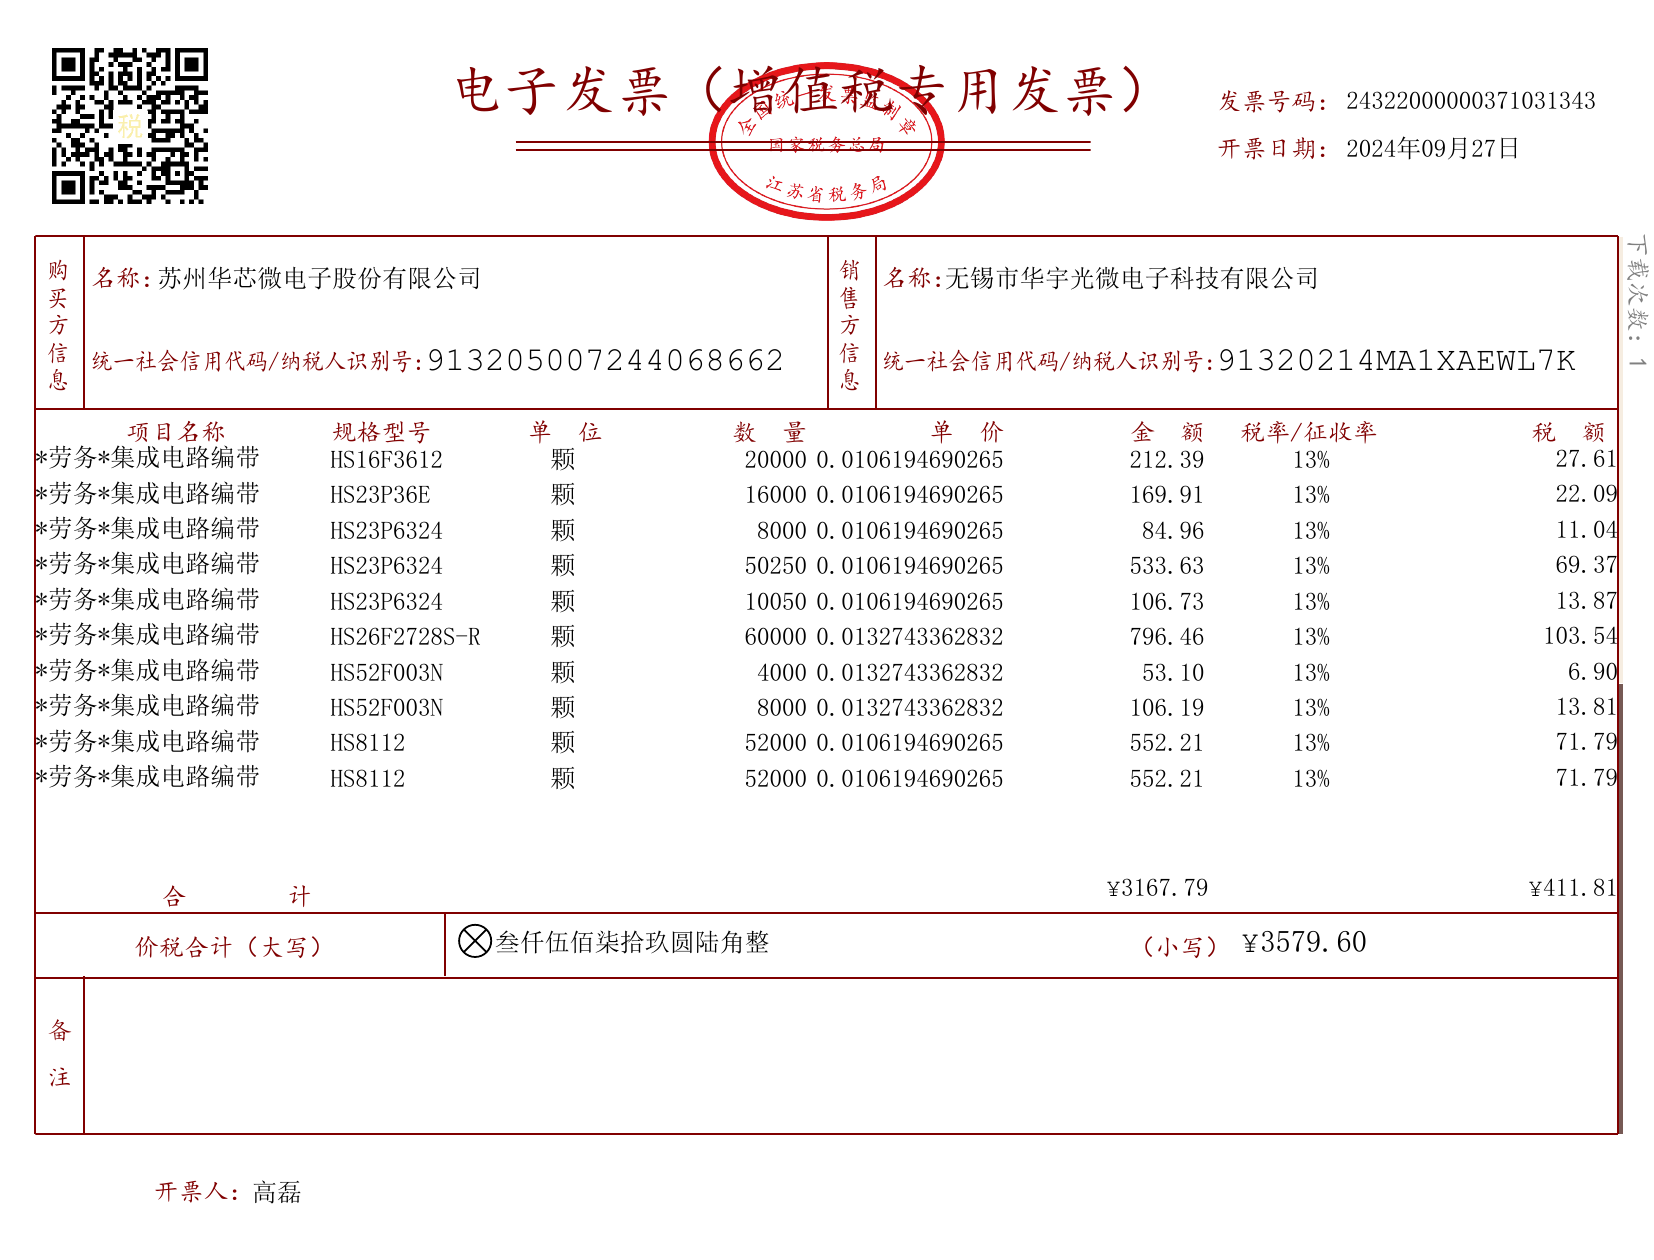 电子发票（增值税专用发票）
全国统一发票监制章
国家税务总局
江苏省税务局
税
发票号码：24322000000371031343
开票日期：2024年09月27日
下载次数：1
购买方信息
名称：苏州华芯微电子股份有限公司
统一社会信用代码/纳税人识别号：913205007244068662
销售方信息
名称：无锡市华宇光微电子科技有限公司
统一社会信用代码/纳税人识别号：91320214MA1XAEWL7K
项目名称 规格型号 单 位 数 量 单 价 金 额 税率/征收率 税 额
*劳务*集成电路编带 HS16F3612 颗 20000 0.0106194690265 212.39 13% 27.61
*劳务*集成电路编带 HS23P36E 颗 16000 0.0106194690265 169.91 13% 22.09
*劳务*集成电路编带 HS23P6324 颗 8000 0.0106194690265 84.96 13% 11.04
*劳务*集成电路编带 HS23P6324 颗 50250 0.0106194690265 533.63 13% 69.37
*劳务*集成电路编带 HS23P6324 颗 10050 0.0106194690265 106.73 13% 13.87
*劳务*集成电路编带 HS26F2728S-R 颗 60000 0.0132743362832 796.46 13% 103.54
*劳务*集成电路编带 HS52F003N 颗 4000 0.0132743362832 53.10 13% 6.90
*劳务*集成电路编带 HS52F003N 颗 8000 0.0132743362832 106.19 13% 13.81
*劳务*集成电路编带 HS8112 颗 52000 0.0106194690265 552.21 13% 71.79
*劳务*集成电路编带 HS8112 颗 52000 0.0106194690265 552.21 13% 71.79
合 计 ¥3167.79 ¥411.81
价税合计（大写） 叁仟伍佰柒拾玖圆陆角整 （小写） ¥3579.60
备注
开票人：高磊